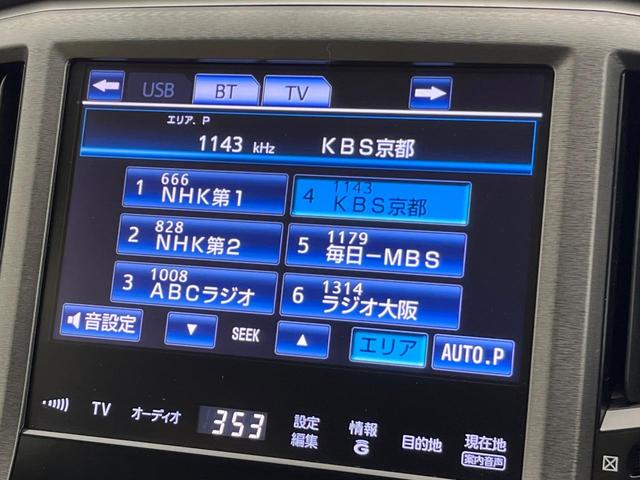 USB BT TV
エリア. P
1143 kHz KBS京都
1 666 NHK第1
4 1143 KBS京都
2 828 NHK第2
5 1179 毎日-MBS
3 1008 ABCラジオ
6 1314 ラジオ大阪
音設定 SEEK エリア AUTO.P
TV オーディオ 353 設定 編集 情報 G 目的地 現在地 案内音声